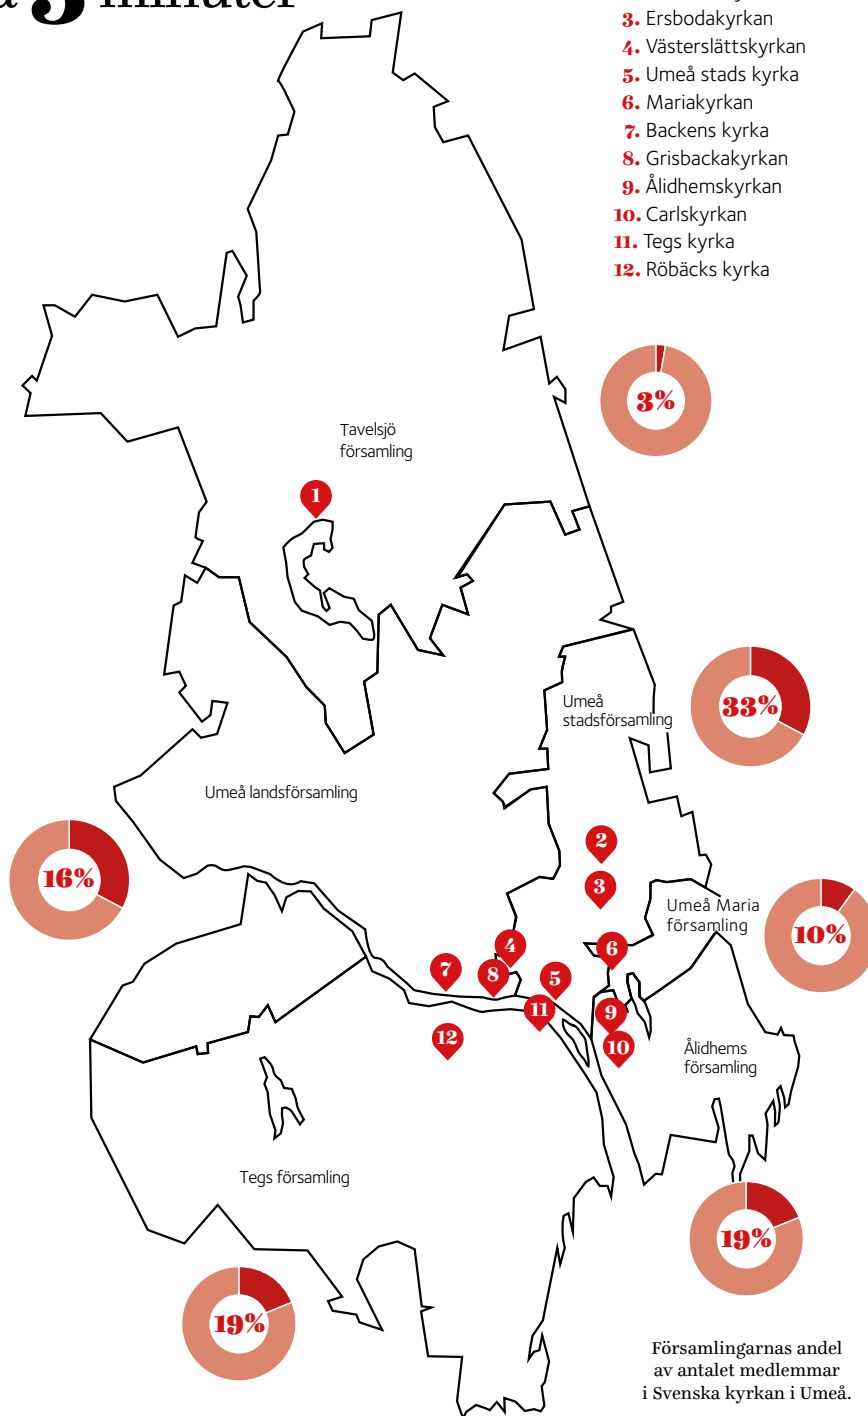 5 minuter
3. Ersbodakyrkan
4. Västerslättskyrkan
5. Umeå stads kyrka
6. Mariakyrkan
7. Backens kyrka
8. Grisbackakyrkan
9. Ålidhemskyrkan
10. Carlskyrkan
11. Tegs kyrka
12. Röbäcks kyrka
3%
Tavelsjö
församling
1
Umeå
stadsförsamling
33%
Umeå landsförsamling
16%
2
3
Umeå Maria
församling
10%
4
6
7
8
5
11
9
12
10
Ålidhems
församling
Tegs församling
19%
19%
Församlingarnas andel
av antalet medlemmar
i Svenska kyrkan i Umeå.